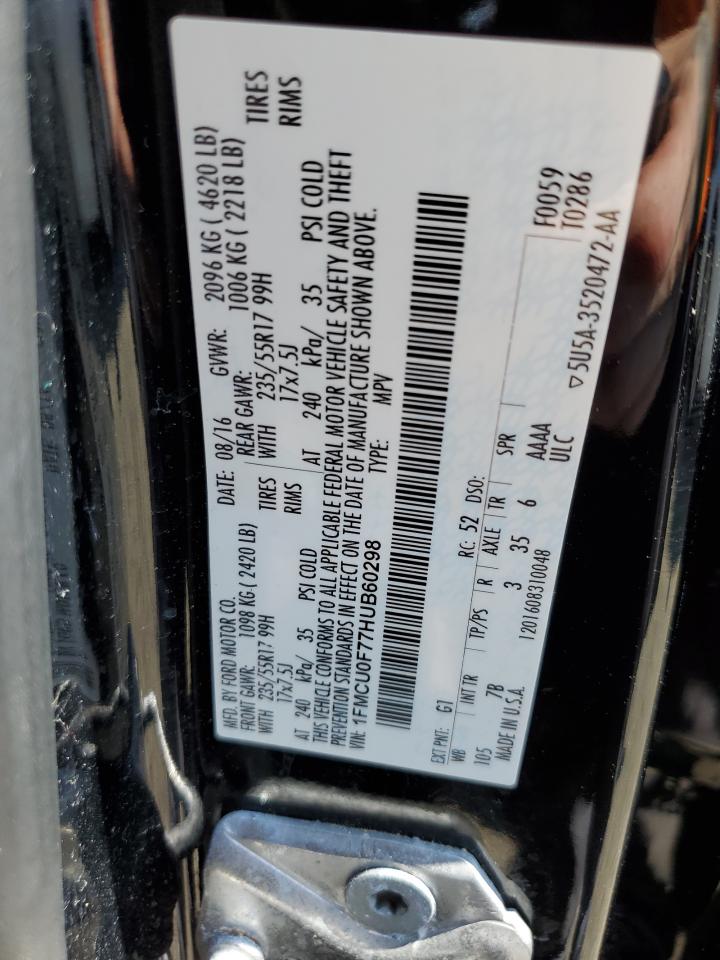 MFD. BY FORD MOTOR CO.
DATE: 08/16 GVWR: 2096 KG ( 4620 LB)
FRONT GAWR: 1098 KG ( 2420 LB)
REAR GAWR: 1006 KG ( 2218 LB)
WITH 235/55R17 99H TIRES
WITH 235/55R17 99H TIRES
17x7.5J RIMS
17x7.5J RIMS
AT 240 kPa/ 35 PSI COLD
AT 240 kPa/ 35 PSI COLD
THIS VEHICLE CONFORMS TO ALL APPLICABLE FEDERAL MOTOR VEHICLE SAFETY AND THEFT
PREVENTION STANDARDS IN EFFECT ON THE DATE OF MANUFACTURE SHOWN ABOVE.
VIN: 1FMCU0F77HUB60298 TYPE: MPV
EXT PNT: G1 RC: 52 DSO: F0059
WB INT TR TP/PS R AXLE TR SPR T0286
105 7B 3 35 6 AAAA
MADE IN U.S.A. 1201608310048 ULC
▽5U5A-3520472-AA